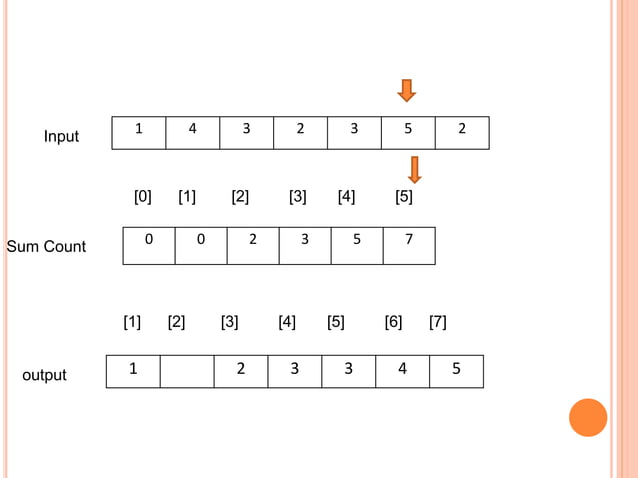 Input 1 4 3 2 3 5 2
[0] [1] [2] [3] [4] [5]
Sum Count 0 0 2 3 5 7
[1] [2] [3] [4] [5] [6] [7]
output 1 2 3 3 4 5